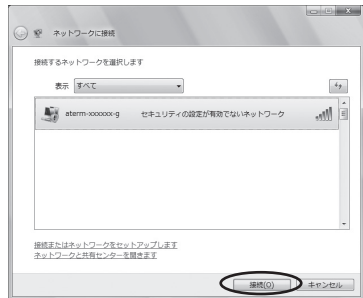 ネットワークに接続
接続するネットワークを選択します
表示 すべて
aterm-xxxxxx-g セキュリティの設定が有効でないネットワーク
接続またはネットワークをセットアップします
ネットワークと共有センターを開きます
接続(O) キャンセル